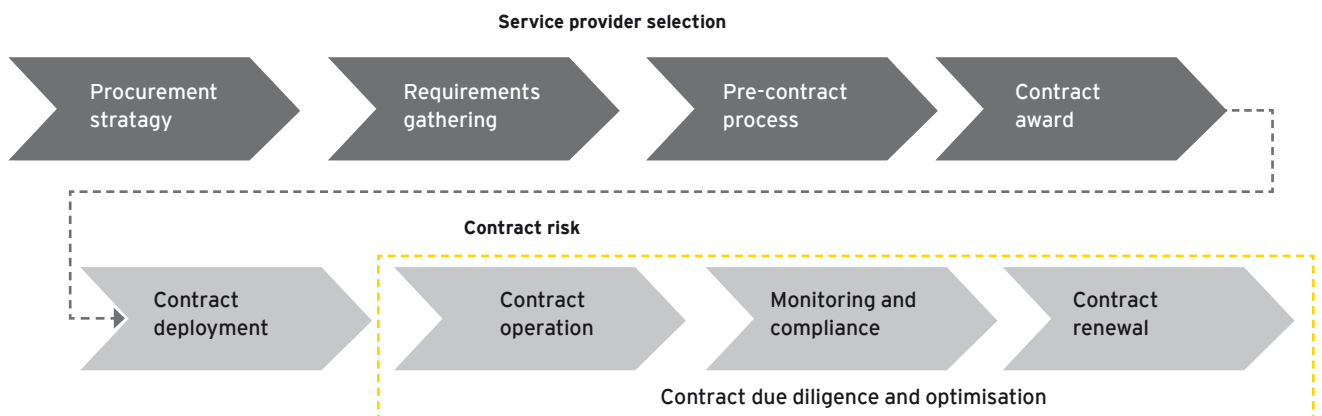 Service provider selection
Procurement
stratagy
Requirements
gathering
Pre-contract
process
Contract
award
Contract risk
Contract
deployment
Contract
operation
Monitoring and
compliance
Contract
renewal
Contract due diligence and optimisation